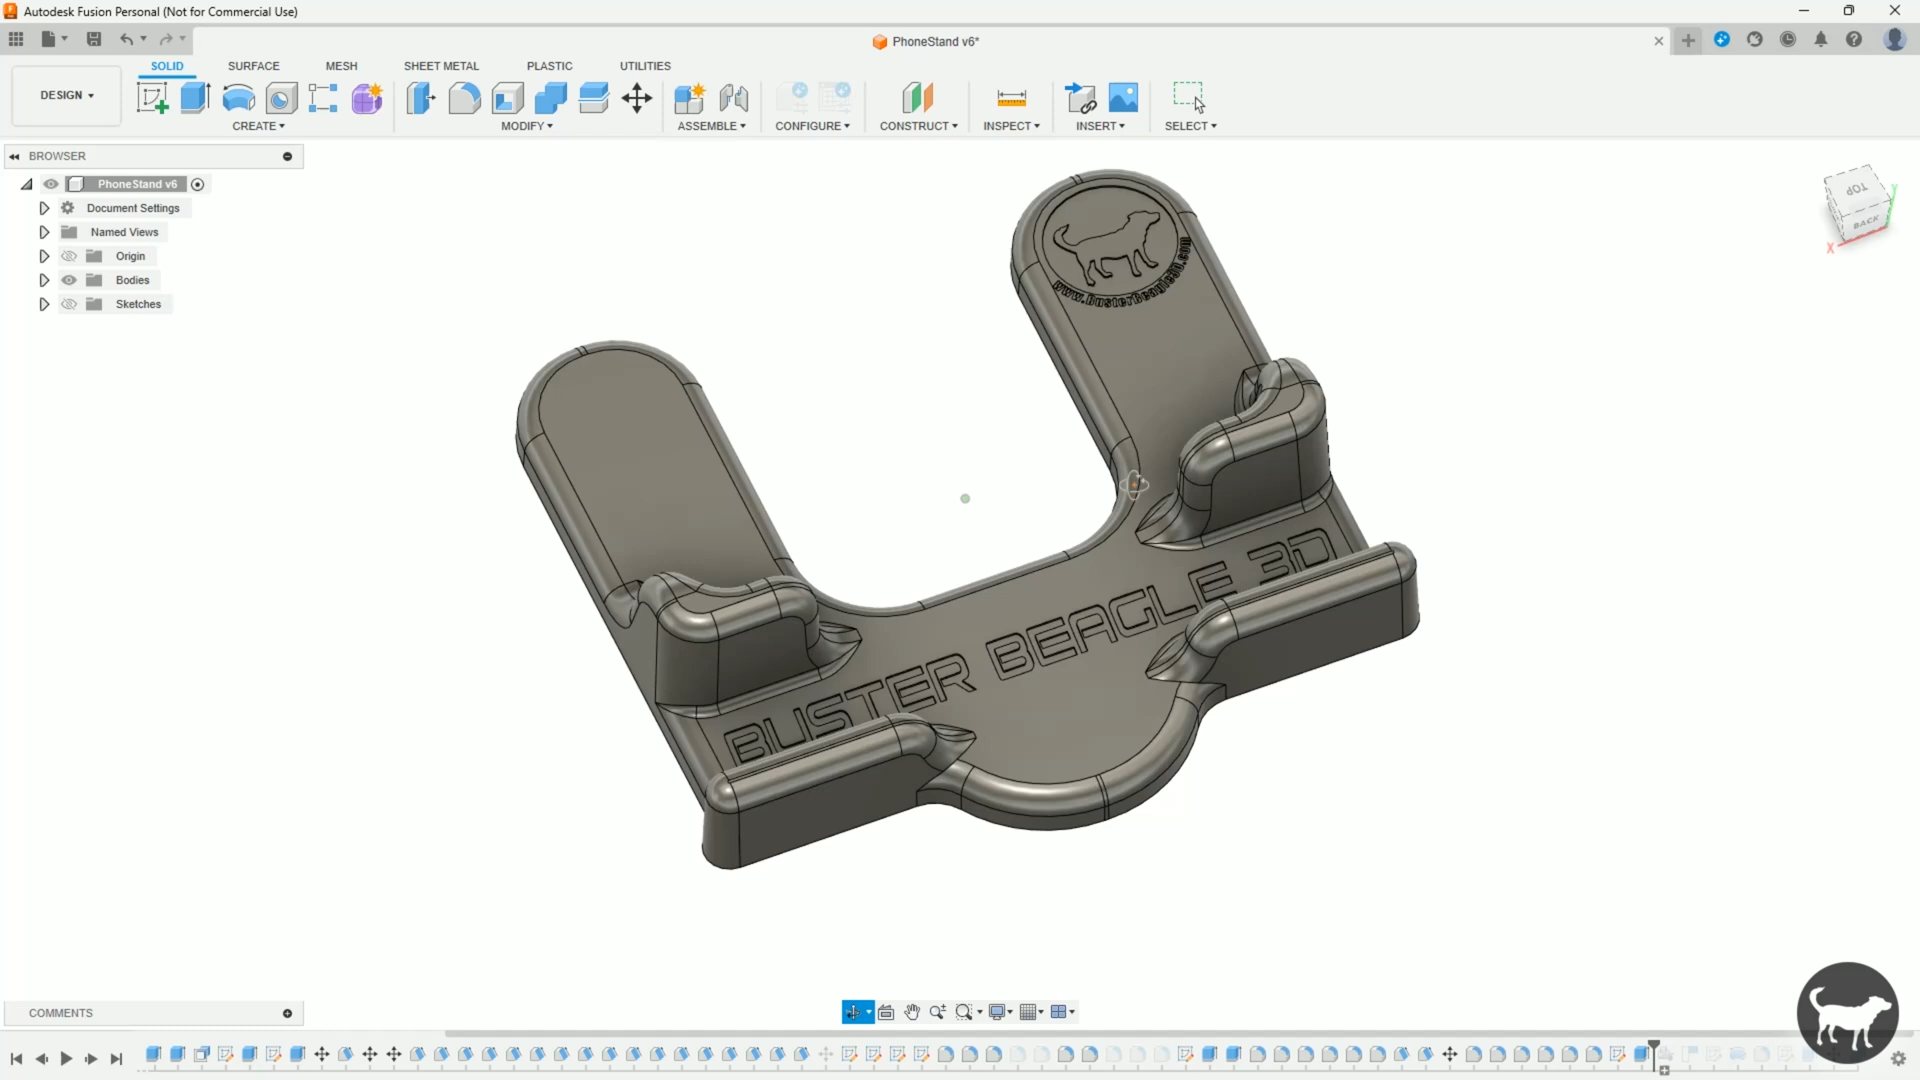 Autodesk Fusion Personal (Not for Commercial Use)
PhoneStand v6*
DESIGN
SOLID
SURFACE
MESH
SHEET METAL
PLASTIC
UTILITIES
CREATE
MODIFY
ASSEMBLE
CONFIGURE
CONSTRUCT
INSPECT
INSERT
SELECT
BROWSER
PhoneStand v6
Document Settings
Named Views
Origin
Bodies
Sketches
TOP
BACK
X
Y
www.BusterBeagle3D.com
BUSTER BEAGLE 3D
COMMENTS